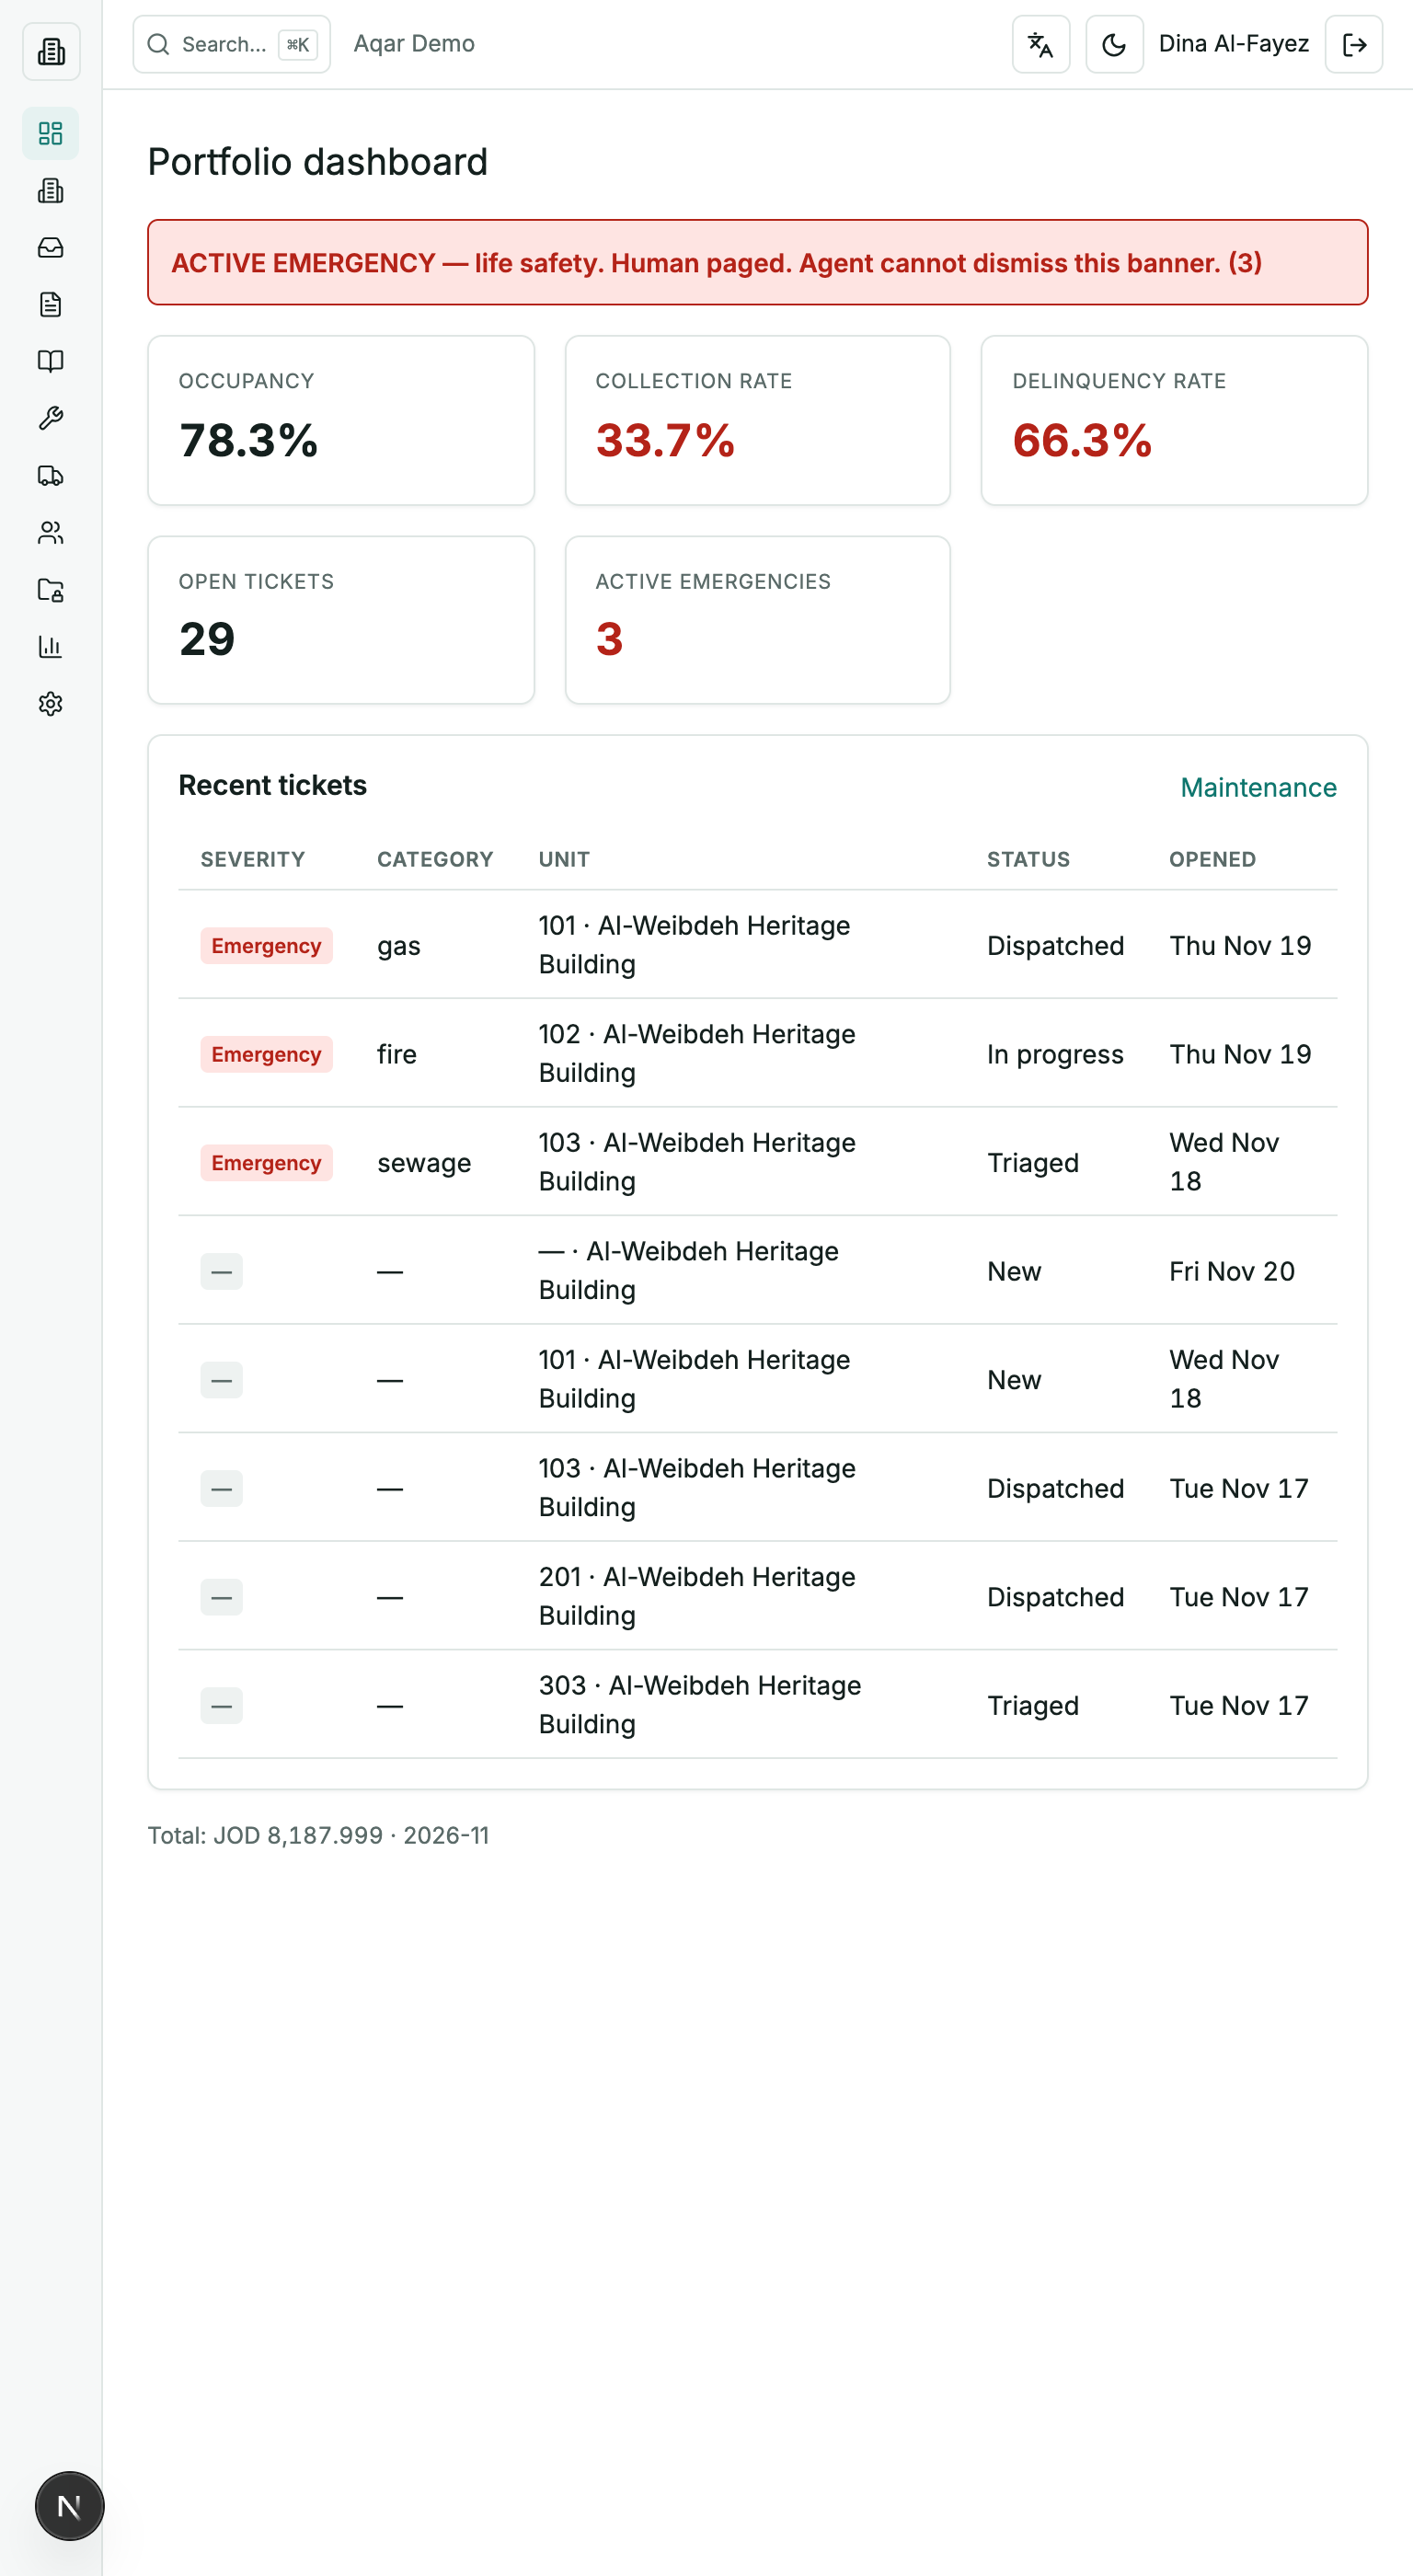 Search... ⌘K Aqar Demo Dina Al-Fayez
Portfolio dashboard
ACTIVE EMERGENCY — life safety. Human paged. Agent cannot dismiss this banner. (3)
OCCUPANCY
78.3%
COLLECTION RATE
33.7%
DELINQUENCY RATE
66.3%
OPEN TICKETS
29
ACTIVE EMERGENCIES
3
Recent tickets Maintenance
SEVERITY CATEGORY UNIT STATUS OPENED
Emergency gas 101 · Al-Weibdeh Heritage
Building Dispatched Thu Nov 19
Emergency fire 102 · Al-Weibdeh Heritage
Building In progress Thu Nov 19
Emergency sewage 103 · Al-Weibdeh Heritage
Building Triaged Wed Nov
18
— — — · Al-Weibdeh Heritage
Building New Fri Nov 20
— — 101 · Al-Weibdeh Heritage
Building New Wed Nov
18
— — 103 · Al-Weibdeh Heritage
Building Dispatched Tue Nov 17
— — 201 · Al-Weibdeh Heritage
Building Dispatched Tue Nov 17
— — 303 · Al-Weibdeh Heritage
Building Triaged Tue Nov 17
Total: JOD 8,187.999 · 2026-11
N